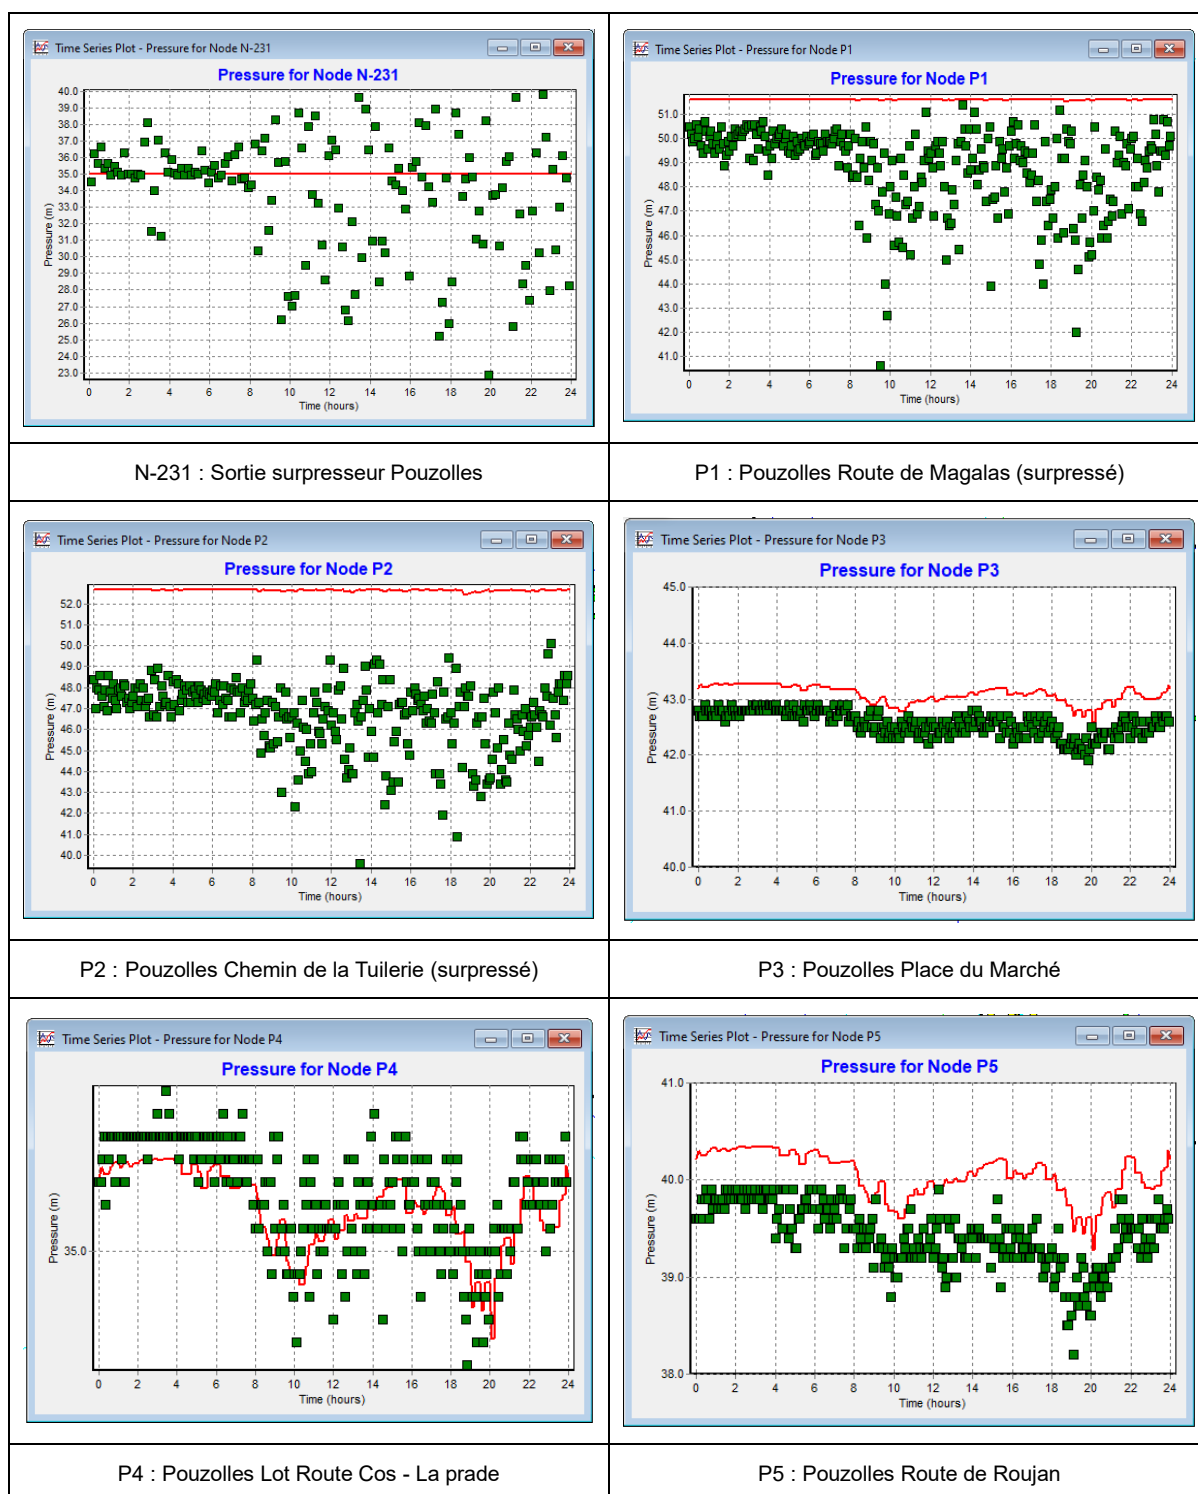 Time Series Plot - Pressure for Node N-231
Pressure for Node N-231
40.0
39.0
38.0
37.0
36.0
35.0
34.0
33.0
32.0
31.0
30.0
29.0
28.0
27.0
26.0
25.0
24.0
23.0
Pressure (m)
0 2 4 6 8 10 12 14 16 18 20 22 24
Time (hours)
N-231 : Sortie surpresseur Pouzolles
Time Series Plot - Pressure for Node P1
Pressure for Node P1
51.0
50.0
49.0
48.0
47.0
46.0
45.0
44.0
43.0
42.0
41.0
Pressure (m)
0 2 4 6 8 10 12 14 16 18 20 22 24
Time (hours)
P1 : Pouzolles Route de Magalas (surpressé)
Time Series Plot - Pressure for Node P2
Pressure for Node P2
52.0
51.0
50.0
49.0
48.0
47.0
46.0
45.0
44.0
43.0
42.0
41.0
40.0
Pressure (m)
0 2 4 6 8 10 12 14 16 18 20 22 24
Time (hours)
P2 : Pouzolles Chemin de la Tuilerie (surpressé)
Time Series Plot - Pressure for Node P3
Pressure for Node P3
45.0
44.0
43.0
42.0
41.0
40.0
Pressure (m)
0 2 4 6 8 10 12 14 16 18 20 22 24
Time (hours)
P3 : Pouzolles Place du Marché
Time Series Plot - Pressure for Node P4
Pressure for Node P4
35.0
Pressure (m)
0 2 4 6 8 10 12 14 16 18 20 22 24
Time (hours)
P4 : Pouzolles Lot Route Cos - La prade
Time Series Plot - Pressure for Node P5
Pressure for Node P5
41.0
40.0
39.0
38.0
Pressure (m)
0 2 4 6 8 10 12 14 16 18 20 22 24
Time (hours)
P5 : Pouzolles Route de Roujan